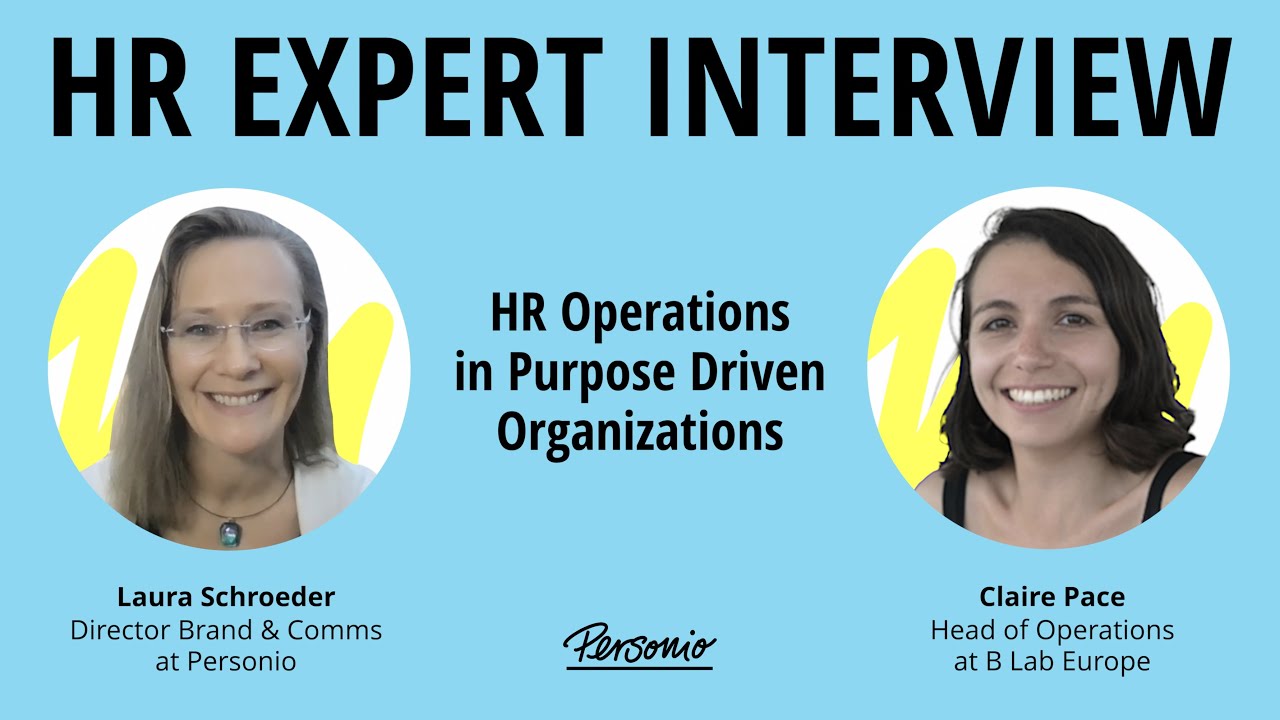 HR EXPERT INTERVIEW
HR Operations
in Purpose Driven
Organizations
Laura Schroeder
Director Brand & Comms
at Personio
Personio
Claire Pace
Head of Operations
at B Lab Europe